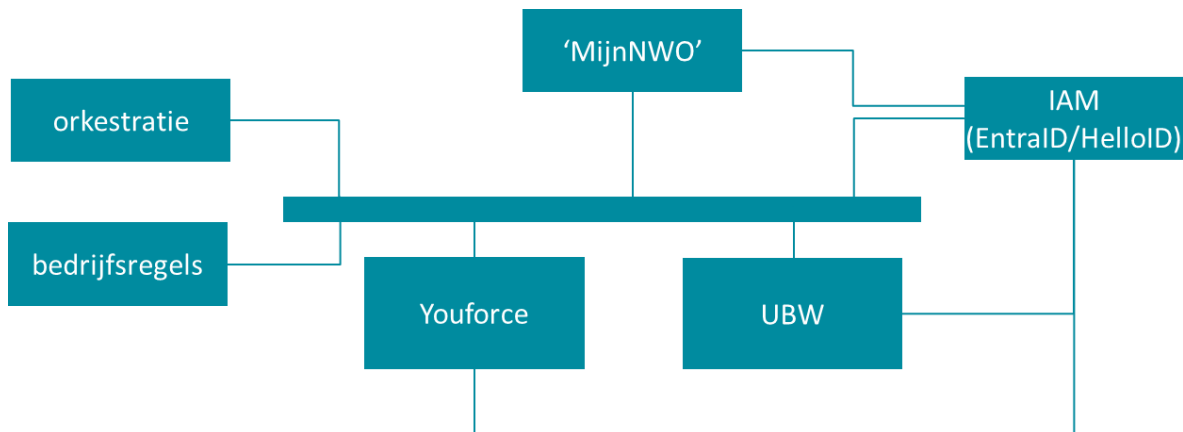 ‘MijnNWO’
orkestratie
IAM
(EntraID/HelloID)
bedrijfsregels
Youforce
UBW